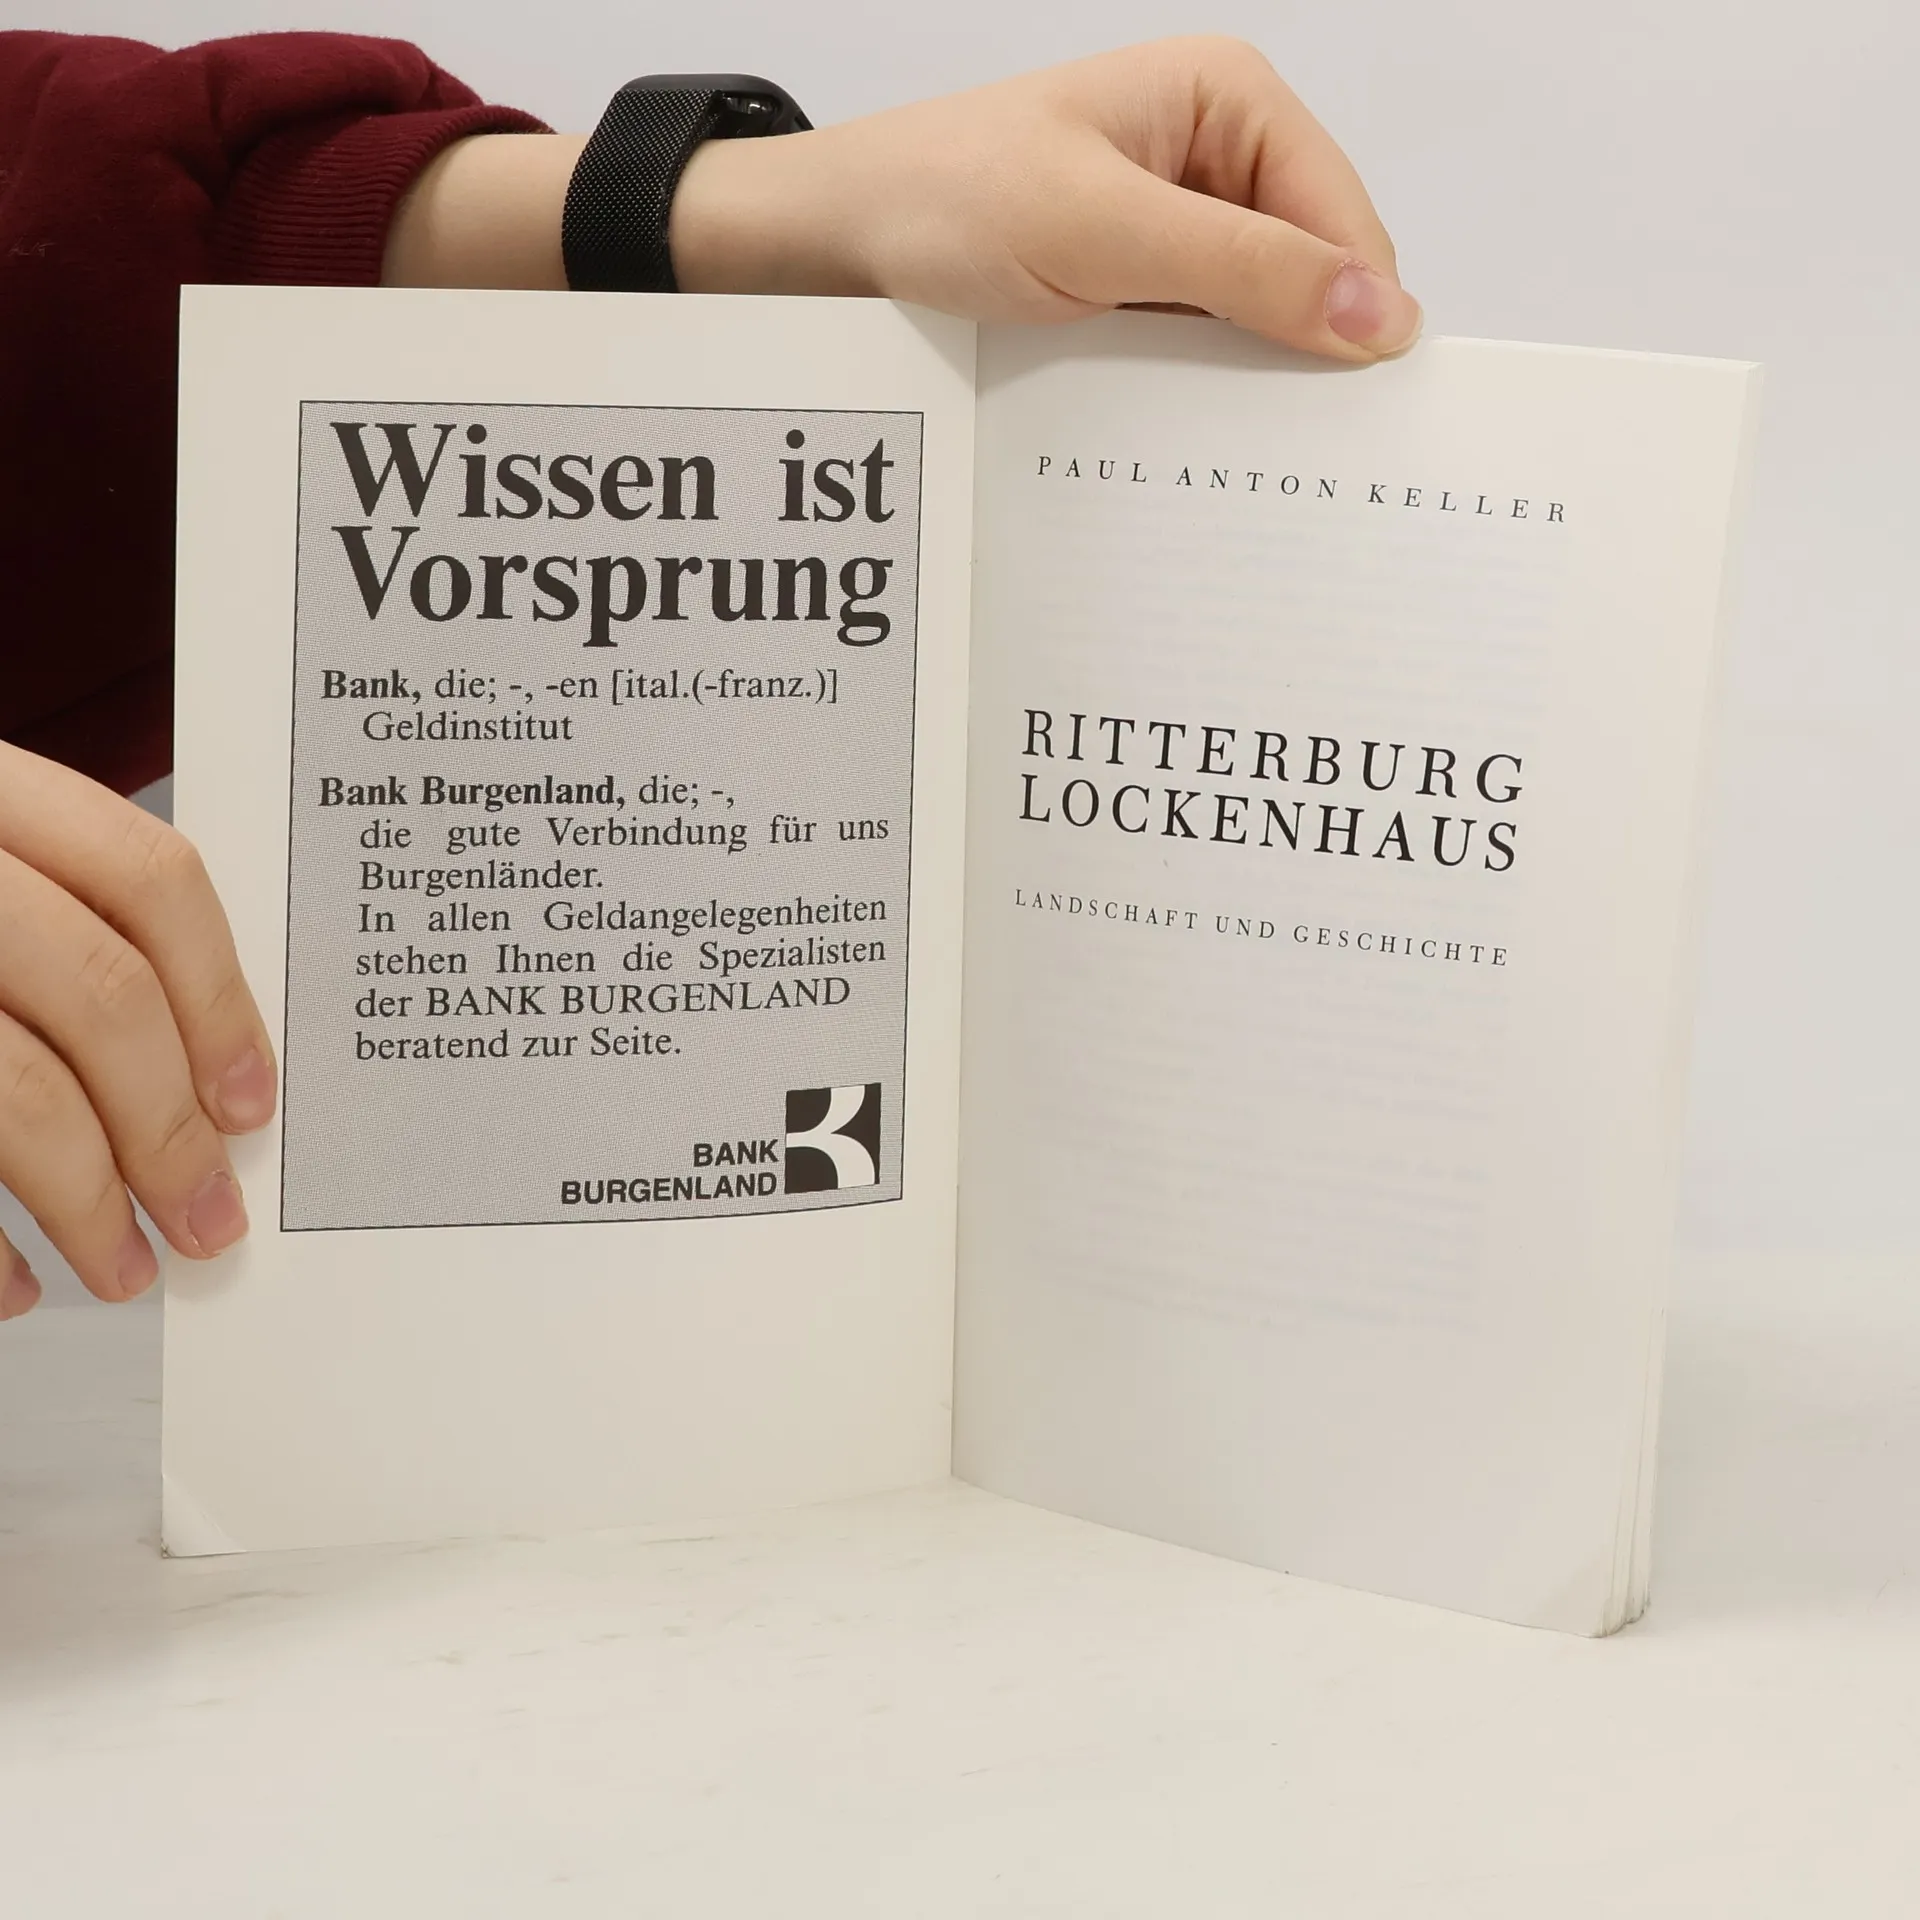 Wissen ist
Vorsprung
Bank, die; -, -en [ital.(-franz.)]
Geldinstitut
Bank Burgenland, die; -,
die gute Verbindung für uns
Burgenländer.
In allen Geldangelegenheiten
stehen Ihnen die Spezialisten
der BANK BURGENLAND
beratend zur Seite.
BANK
BURGENLAND
PAUL ANTON KELLER
RITTERBURG
LOCKENHAUS
LANDSCHAFT UND GESCHICHTE